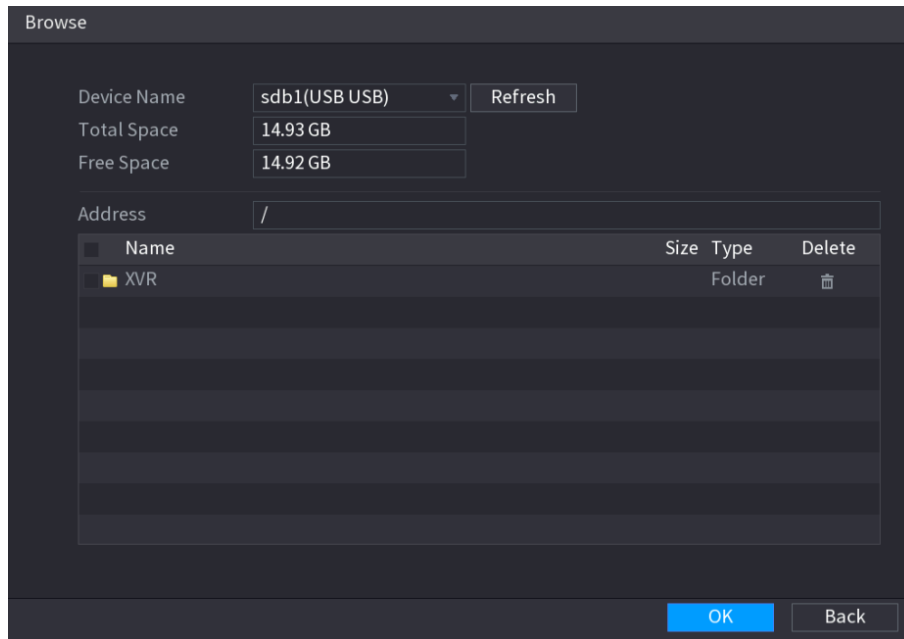 Browse
Device Name sdb1(USB USB) Refresh
Total Space 14.93 GB
Free Space 14.92 GB
Address /
Name Size Type Delete
XVR Folder
OK Back